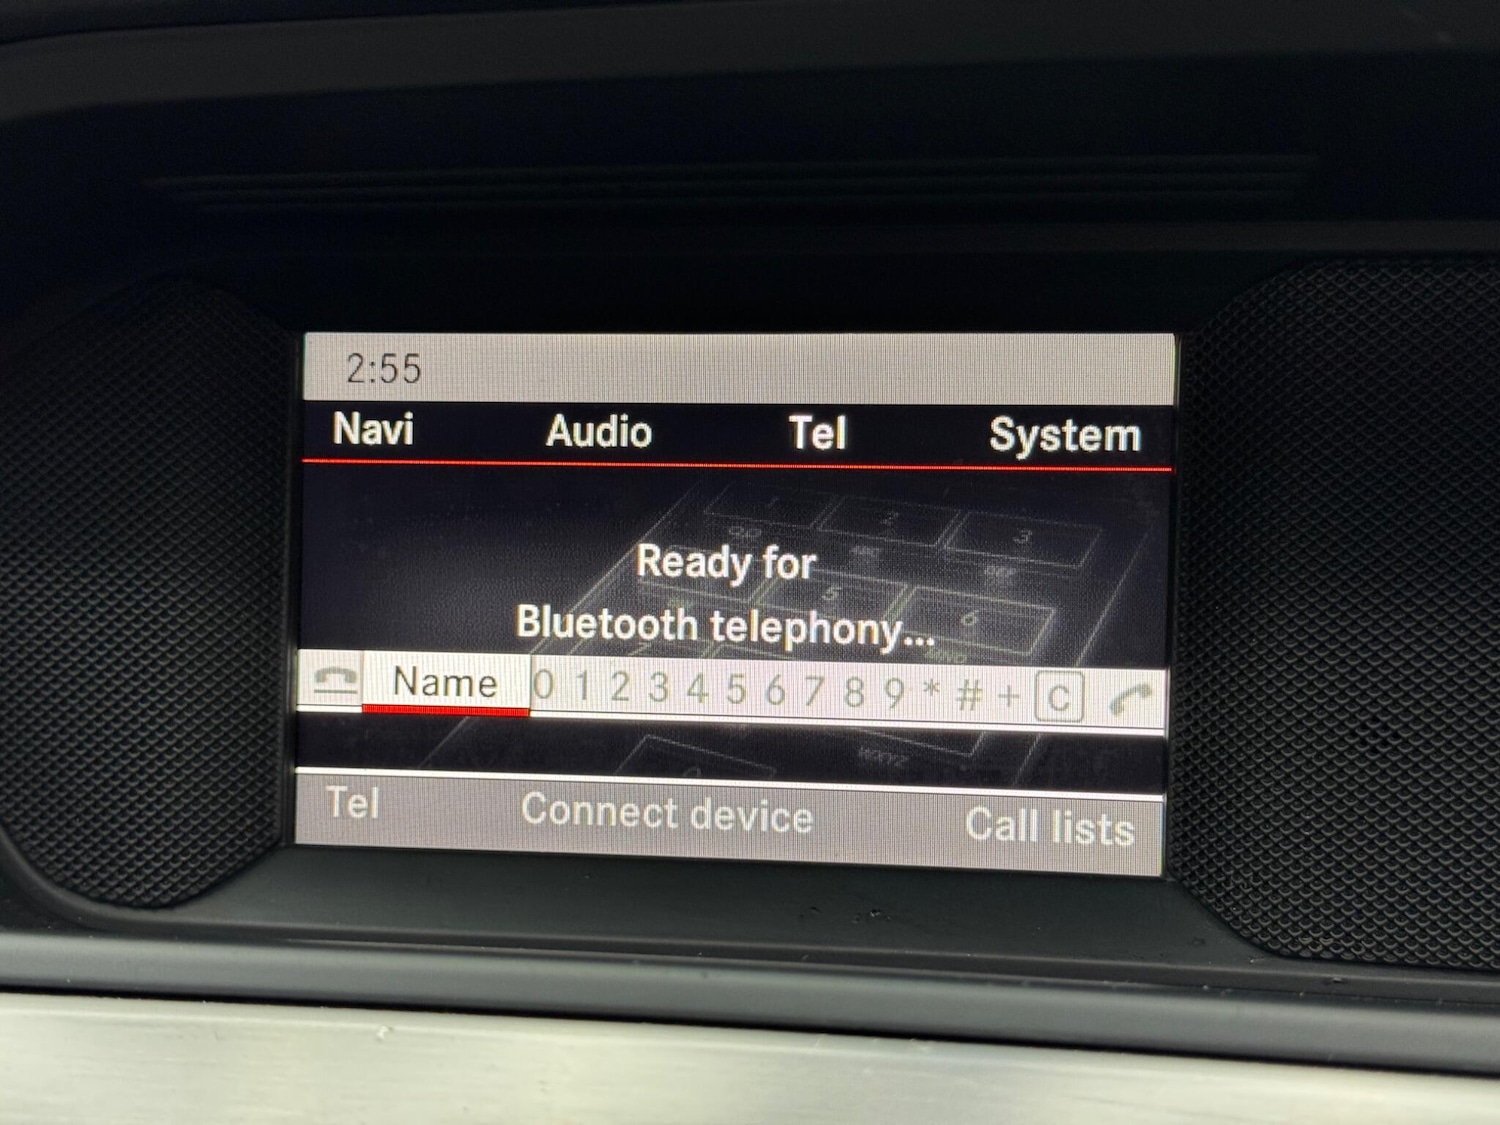 2:55
Navi Audio Tel System
Ready for
Bluetooth telephony...
Name 0 1 2 3 4 5 6 7 8 9 * # + C
Tel Connect device Call lists